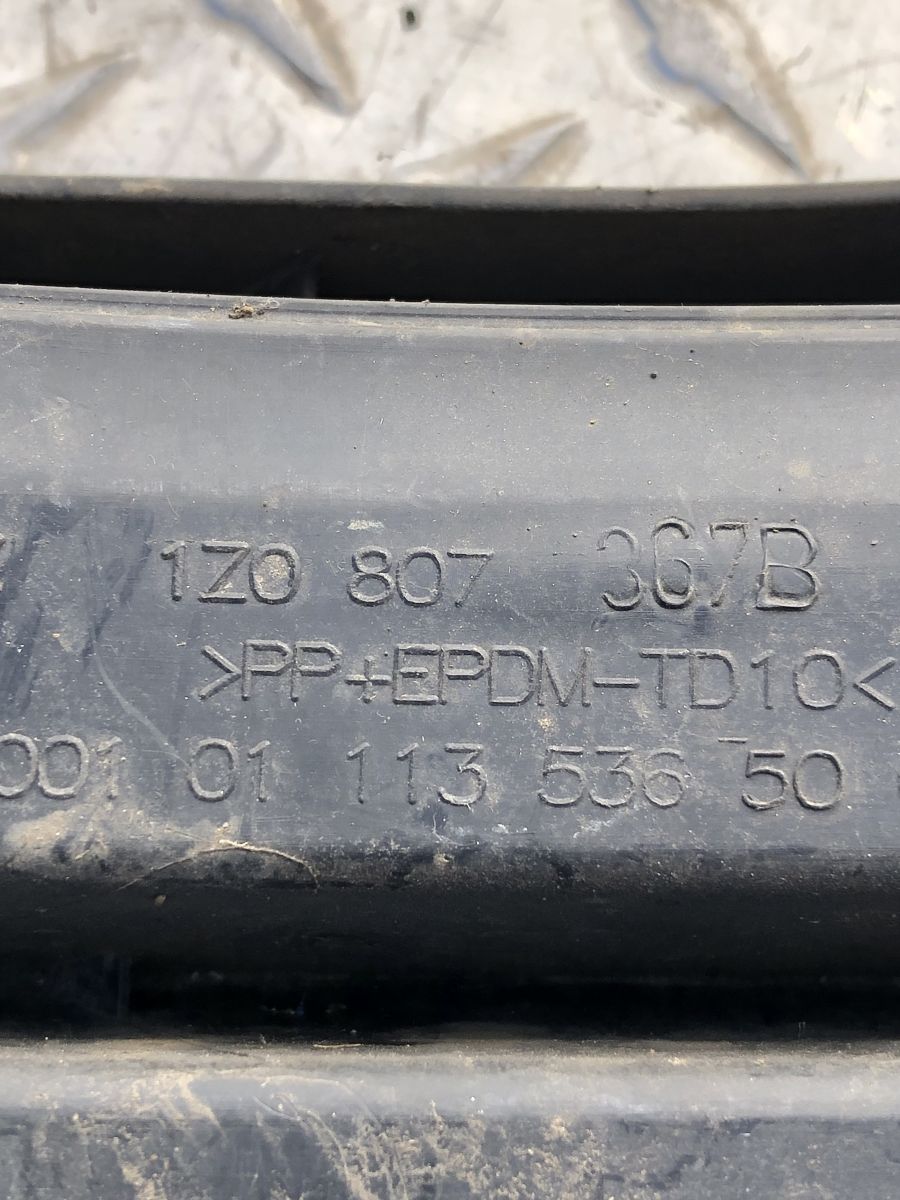 1Z0 807 367B
>PP+EPDM-TD10<
001 01 113 536 50